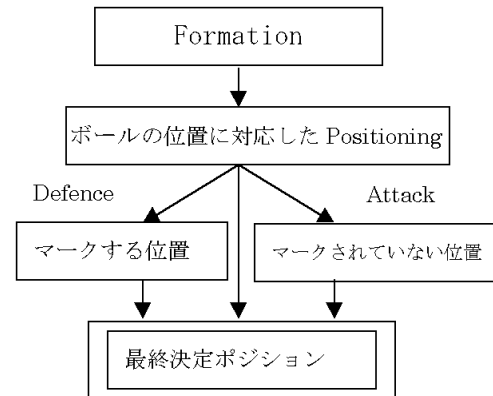 Formation
ボールの位置に対応した Positioning
Defence
Attack
マークする位置
マークされていない位置
最終決定ポジション